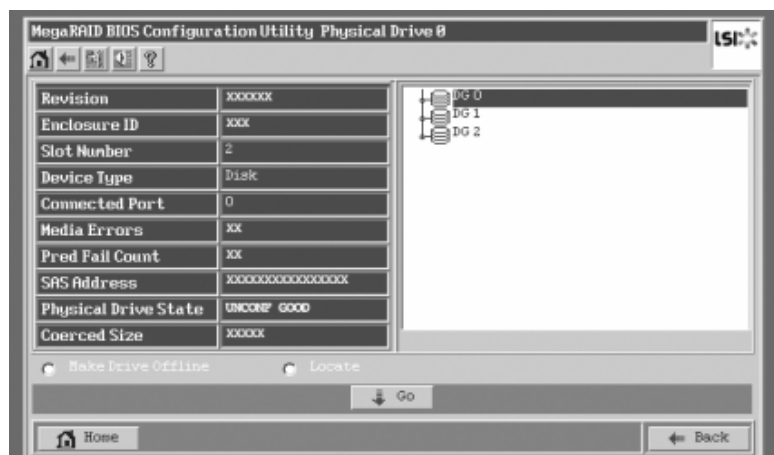 MegaRAID BIOS Configuration Utility Physical Drive 0
LSI
Revision XXXXXX
Enclosure ID XXX
Slot Number 2
Device Type Disk
Connected Port 0
Media Errors XX
Pred Fail Count XX
SAS Address XXXXXXXXXXXXXXXX
Physical Drive State UNCONF GOOD
Coerced Size XXXXX
DG 0
DG 1
DG 2
Make Drive Offline
Locate
Go
Home
Back